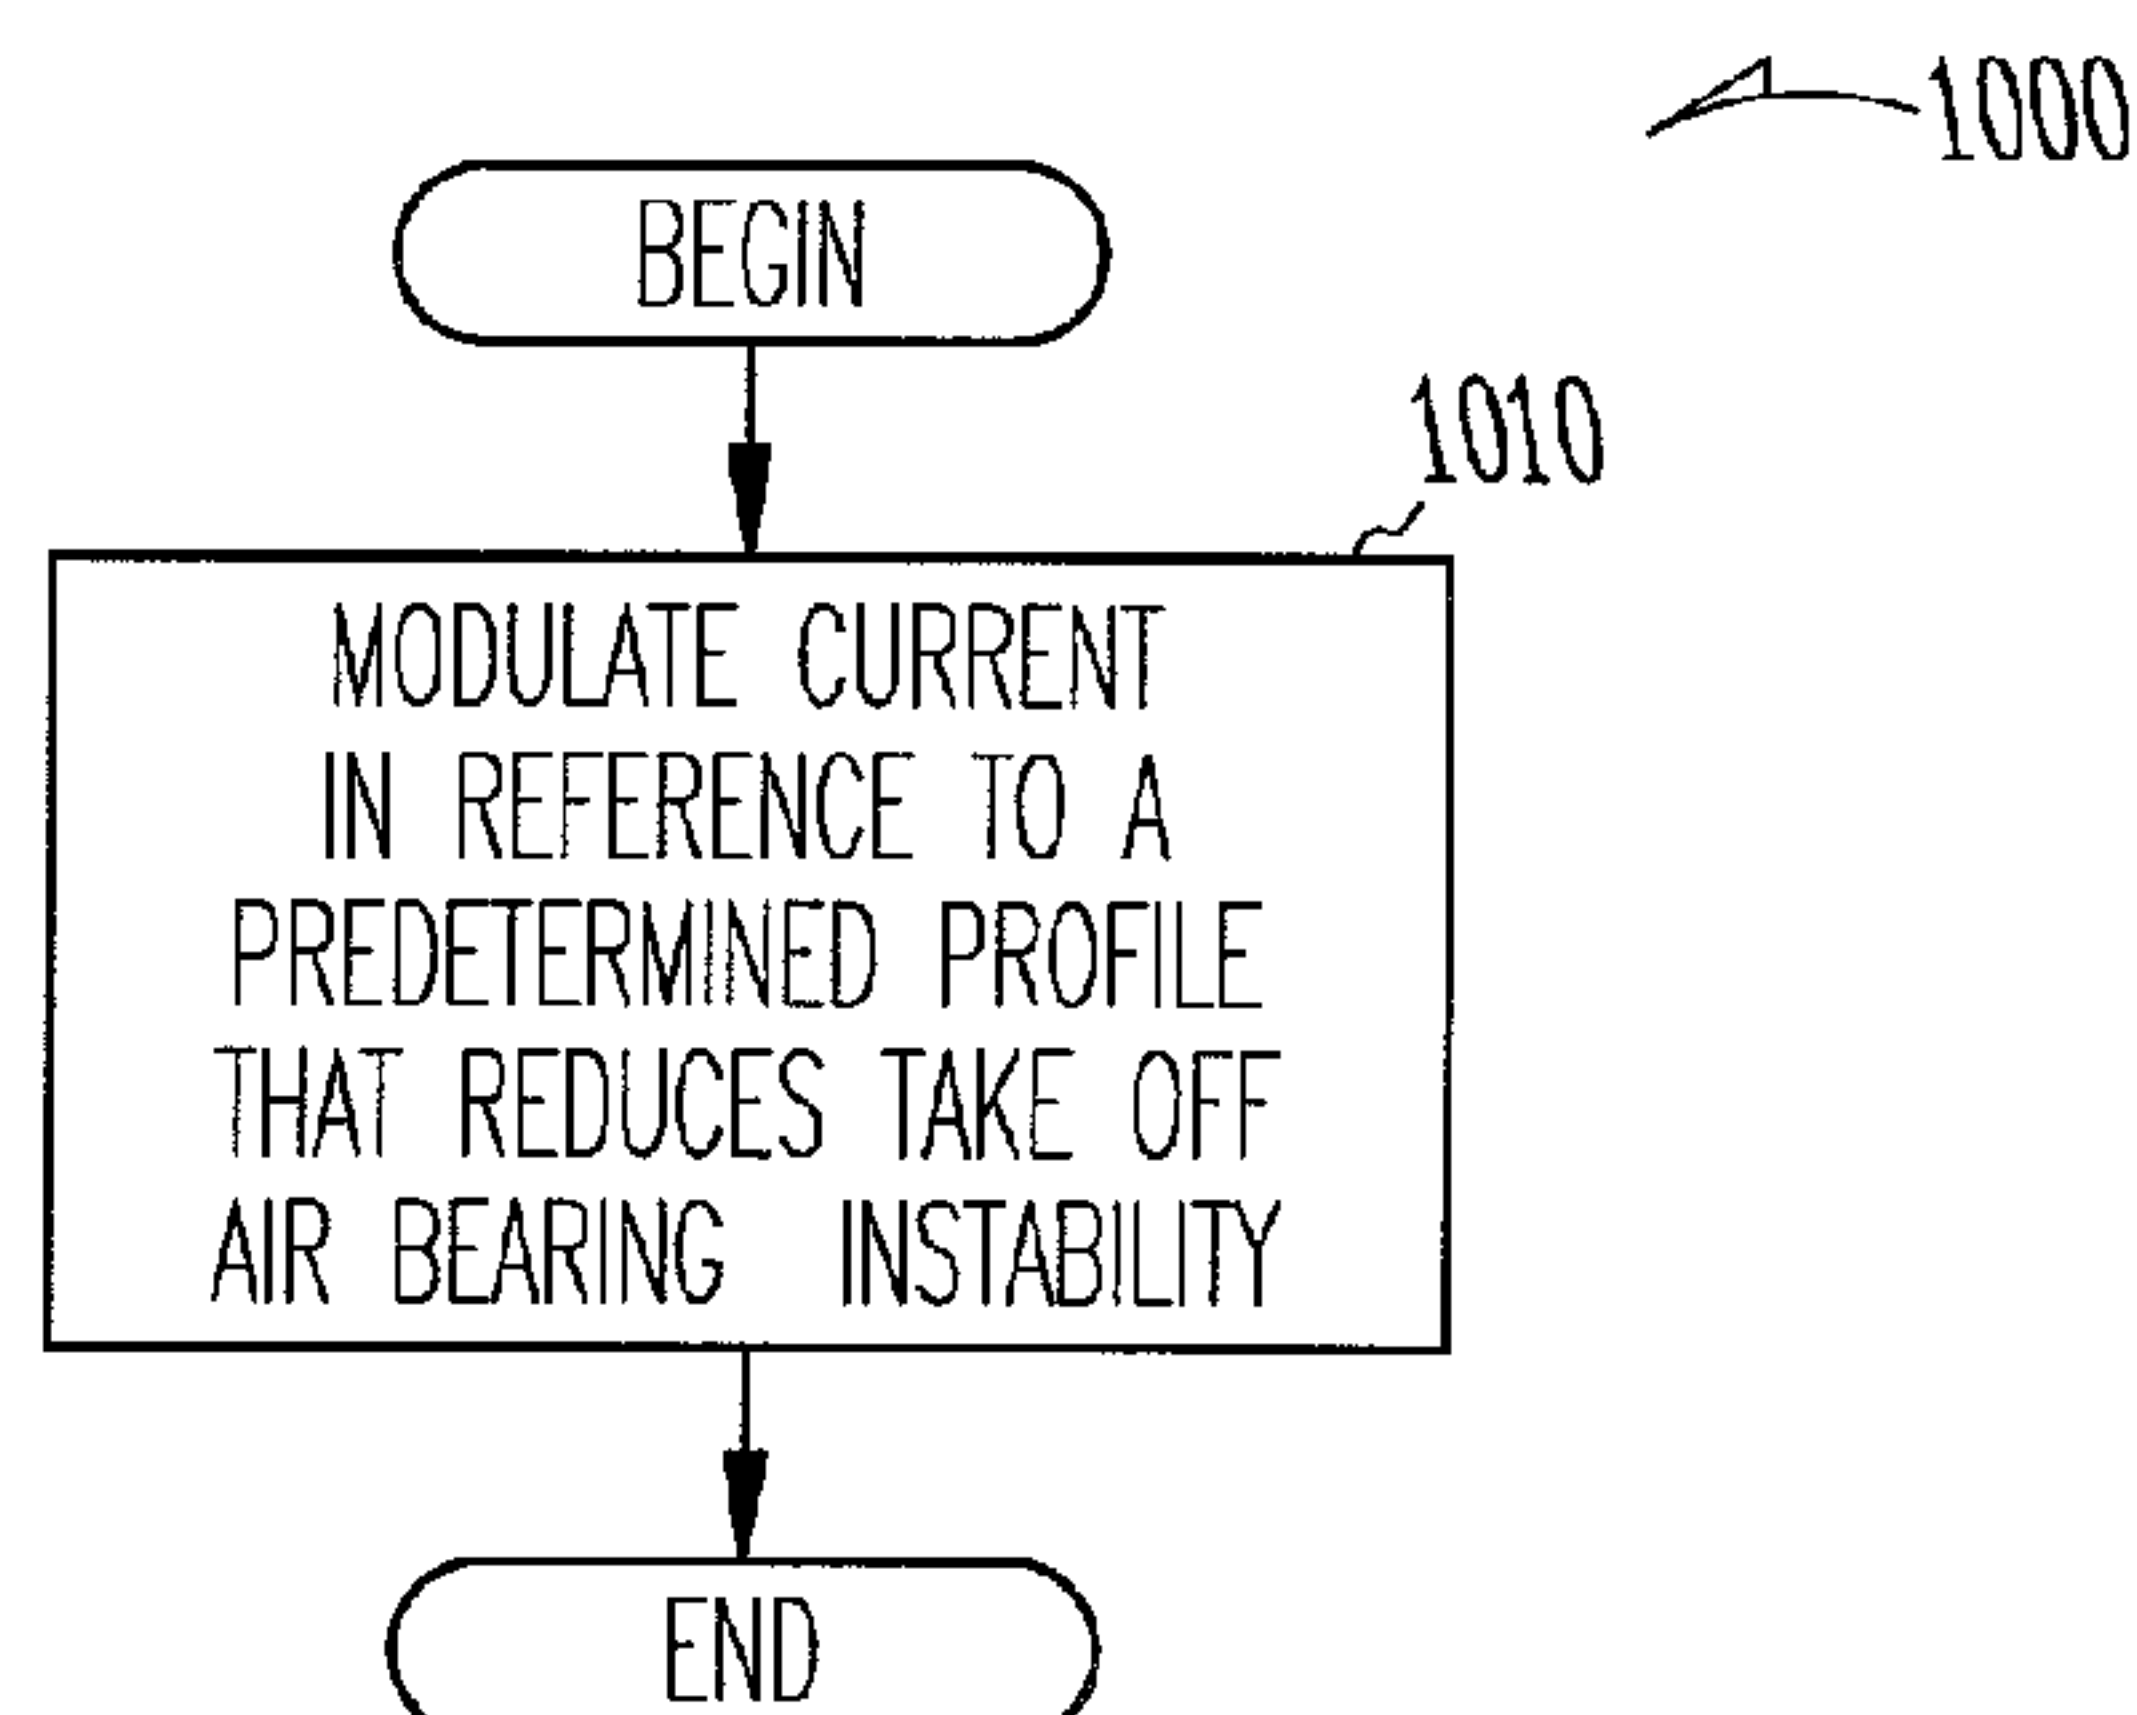 1000
BEGIN
1010
MODULATE CURRENT
IN REFERENCE TO A
PREDETERMINED PROFILE
THAT REDUCES TAKE OFF
AIR BEARING INSTABILITY
END